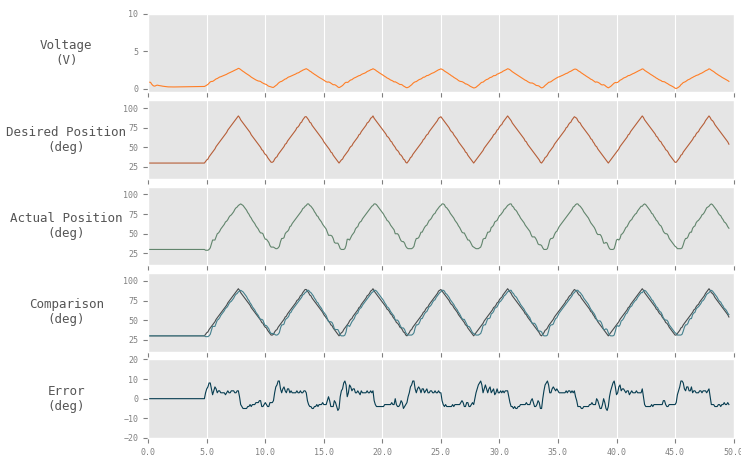 Voltage
(V)
10
5
0
Desired Position
(deg)
100
75
50
25
Actual Position
(deg)
100
75
50
25
Comparison
(deg)
100
75
50
25
Error
(deg)
20
10
0
−10
−20
0.0 5.0 10.0 15.0 20.0 25.0 30.0 35.0 40.0 45.0 50.0